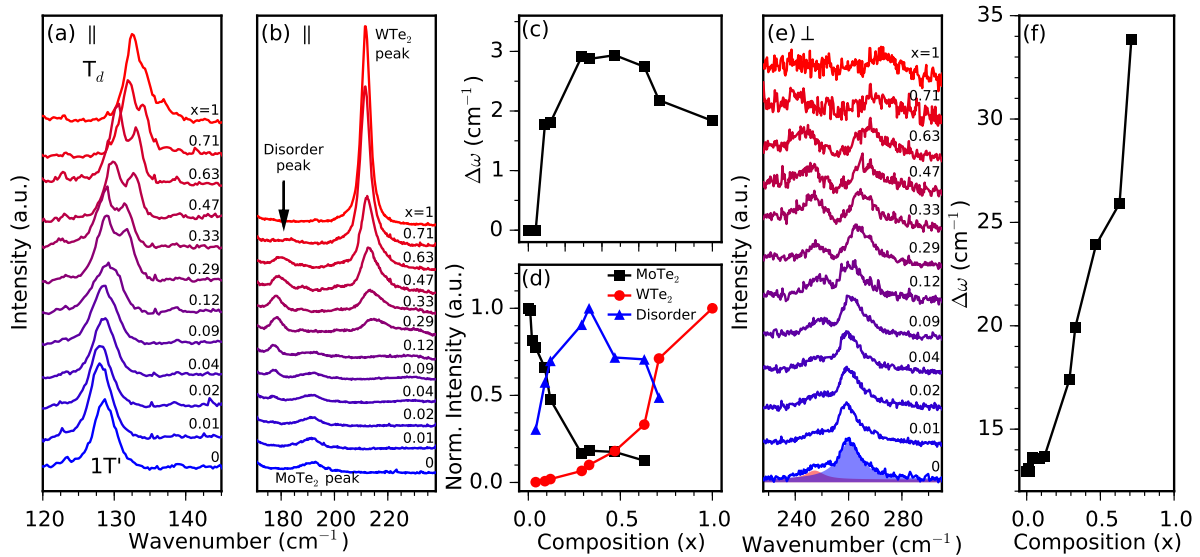 (a) ∥
T_d
x=1
0.71
0.63
0.47
0.33
0.29
0.12
0.09
0.04
0.02
0.01
0
1T'
120 130 140
Intensity (a.u.)
(b) ∥
WTe₂
peak
Disorder
peak
x=1
0.71
0.63
0.47
0.33
0.29
0.12
0.09
0.04
0.02
0.01
0
MoTe₂ peak
180 200 220
Wavenumber (cm⁻¹)
(c)
3
2
1
0
Δω (cm⁻¹)
(d)
MoTe₂
WTe₂
Disorder
1.0
0.5
0.0
Norm. Intensity (a.u.)
0.0 0.5 1.0
Composition (x)
(e) ⊥
x=1
0.71
0.63
0.47
0.33
0.29
0.12
0.09
0.04
0.02
0.01
0
Intensity (a.u.)
240 260 280
Wavenumber (cm⁻¹)
(f)
35
30
25
20
15
Δω (cm⁻¹)
0.0 0.5 1.0
Composition (x)